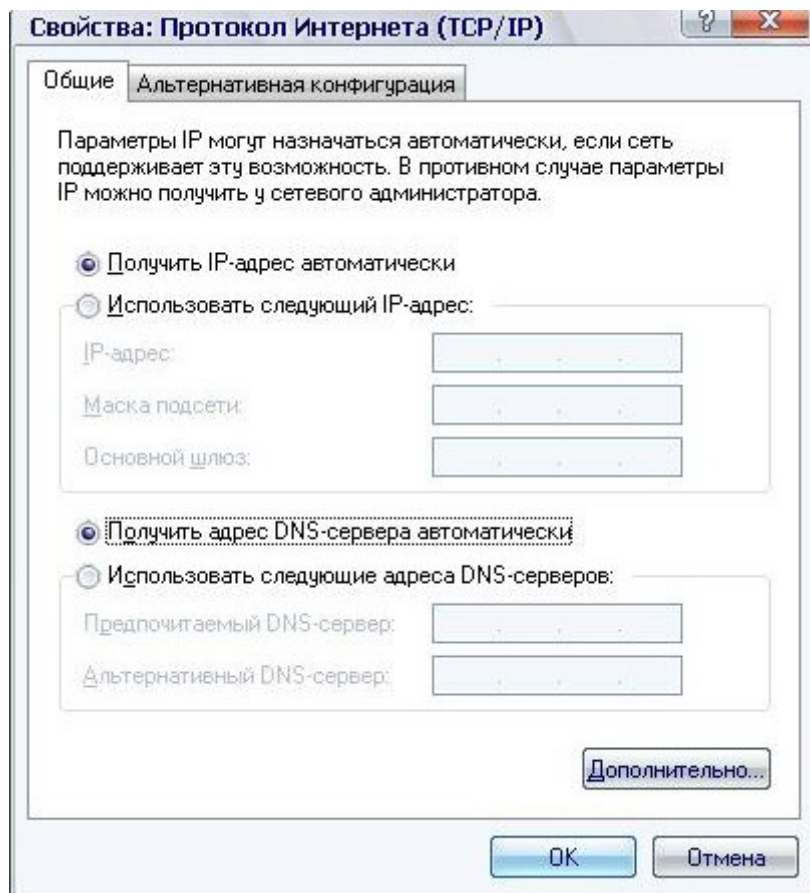 Свойства: Протокол Интернета (TCP/IP)
Общие
Альтернативная конфигурация
Параметры IP могут назначаться автоматически, если сеть
поддерживает эту возможность. В противном случае параметры
IP можно получить у сетевого администратора.
Получить IP-адрес автоматически
Использовать следующий IP-адрес:
IP-адрес:
Маска подсети:
Основной шлюз:
Получить адрес DNS-сервера автоматически
Использовать следующие адреса DNS-серверов:
Предпочитаемый DNS-сервер:
Альтернативный DNS-сервер:
Дополнительно...
OK
Отмена